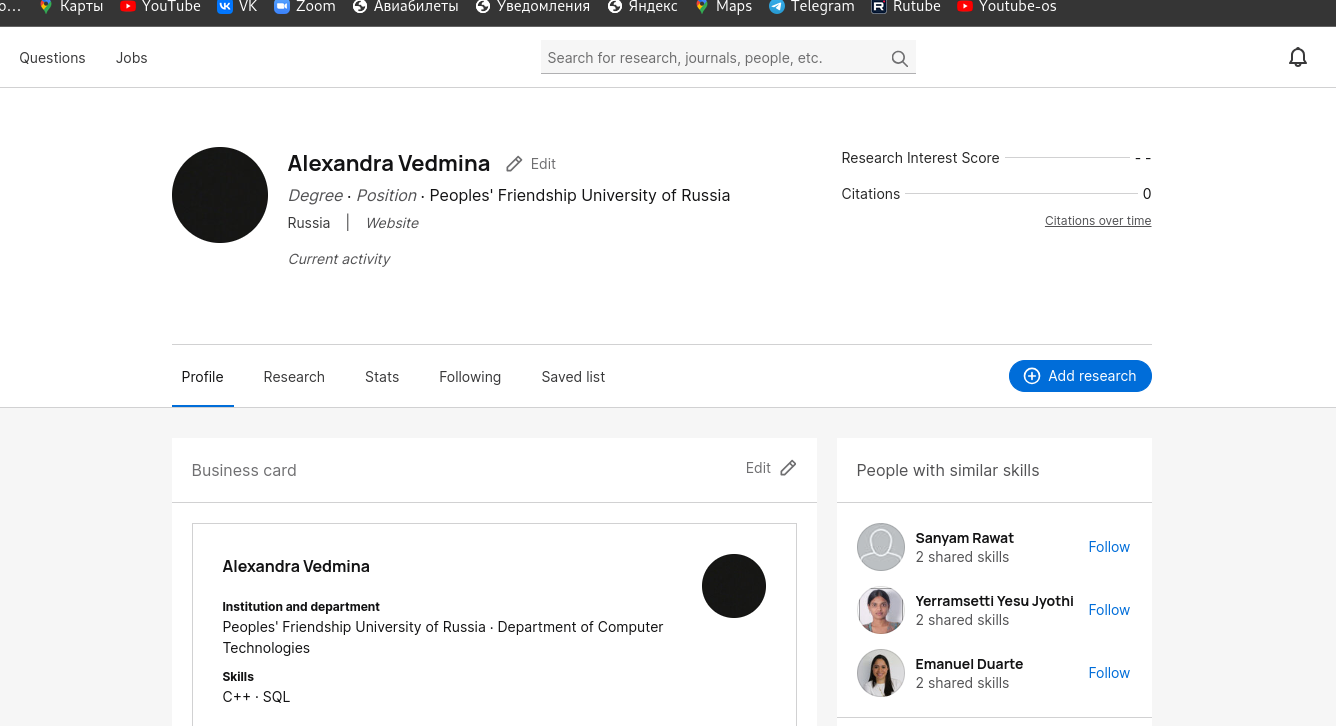 о... Карты YouTube VK Zoom Авиабилеты Уведомления Яндекс Maps Telegram Rutube Youtube-os
Questions Jobs Search for research, journals, people, etc.
Alexandra Vedmina Edit
Degree · Position · Peoples' Friendship University of Russia
Russia | Website
Current activity
Research Interest Score - -
Citations 0
Citations over time
Profile Research Stats Following Saved list Add research
Business card Edit
Alexandra Vedmina
Institution and department
Peoples' Friendship University of Russia · Department of Computer
Technologies
Skills
C++ · SQL
People with similar skills
Sanyam Rawat
2 shared skills
Follow
Yerramsetti Yesu Jyothi
2 shared skills
Follow
Emanuel Duarte
2 shared skills
Follow